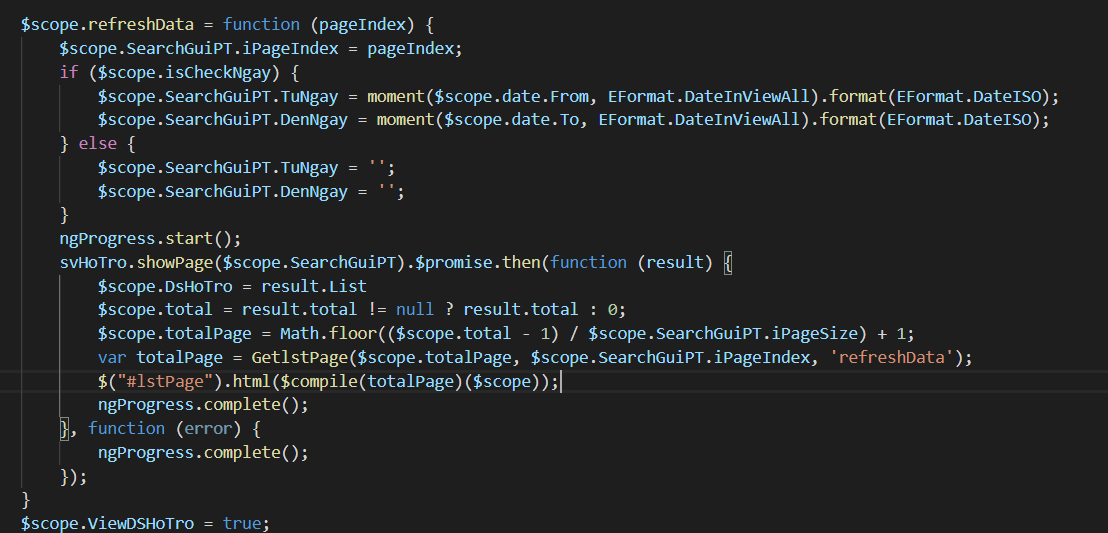 $scope.refreshData = function (pageIndex) {
$scope.SearchGuiPT.iPageIndex = pageIndex;
if ($scope.isCheckNgay) {
$scope.SearchGuiPT.TuNgay = moment($scope.date.From, EFormat.DateInViewAll).format(EFormat.DateISO);
$scope.SearchGuiPT.DenNgay = moment($scope.date.To, EFormat.DateInViewAll).format(EFormat.DateISO);
} else {
$scope.SearchGuiPT.TuNgay = '';
$scope.SearchGuiPT.DenNgay = '';
}
ngProgress.start();
svHoTro.showPage($scope.SearchGuiPT).$promise.then(function (result) {
$scope.DsHoTro = result.List
$scope.total = result.total != null ? result.total : 0;
$scope.totalPage = Math.floor(($scope.total - 1) / $scope.SearchGuiPT.iPageSize) + 1;
var totalPage = GetlstPage($scope.totalPage, $scope.SearchGuiPT.iPageIndex, 'refreshData');
$("#lstPage").html($compile(totalPage)($scope));
ngProgress.complete();
}, function (error) {
ngProgress.complete();
});
}
$scope.ViewDSHoTro = true;